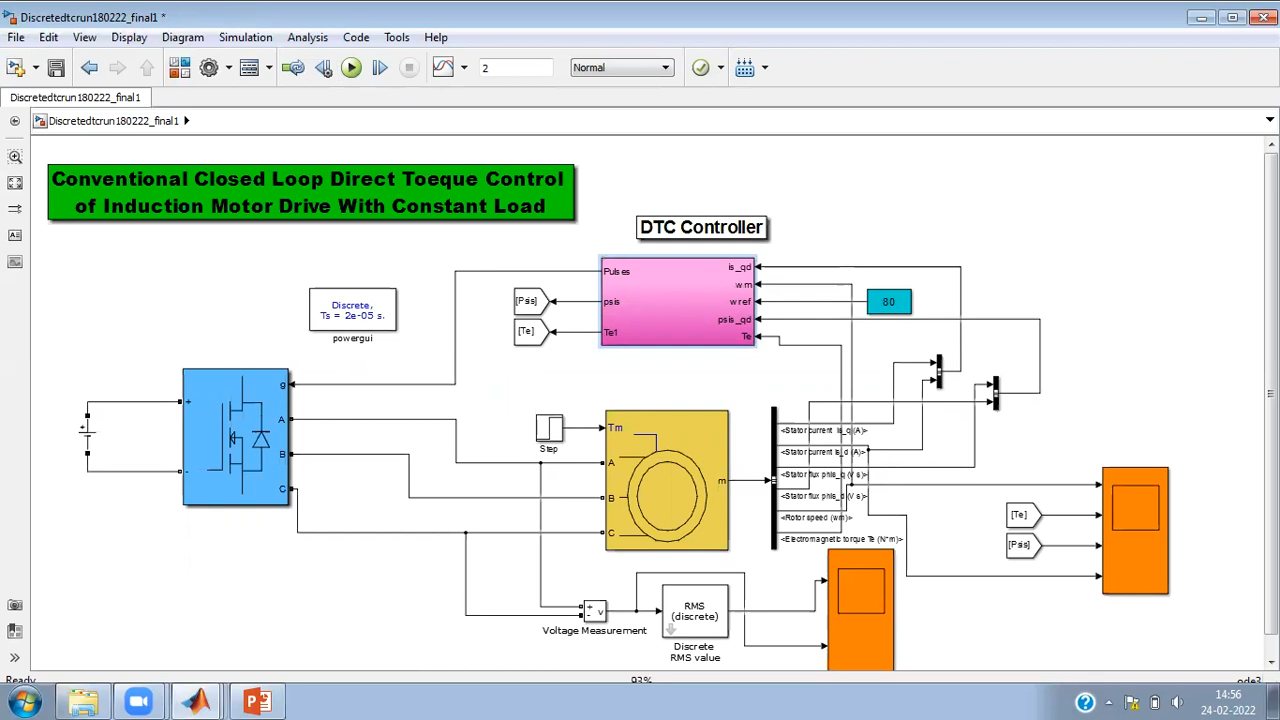 Discretedtcrun180222_final1 *
File Edit View Display Diagram Simulation Analysis Code Tools Help
2
Normal
Discretedtcrun180222_final1
Discretedtcrun180222_final1
Conventional Closed Loop Direct Toeque Control
of Induction Motor Drive With Constant Load
DTC Controller
Pulses
psis
Te1
is_qd
wm
wref
psis_qd
Te
[Psis]
[Te]
80
Discrete,
Ts = 2e-05 s.
powergui
+
-
g
A
B
C
Step
Tm
A
B
C
m
<Stator current is_q (A)>
<Stator current is_d (A)>
<Stator flux phis_q (V s)>
<Stator flux phis_d (V s)>
<Rotor speed (wm)>
<Electromagnetic torque Te (N*m)>
[Te]
[Psis]
+
-
v
Voltage Measurement
RMS
(discrete)
Discrete
RMS value
Ready
93%
ode3
14:56
24-02-2022